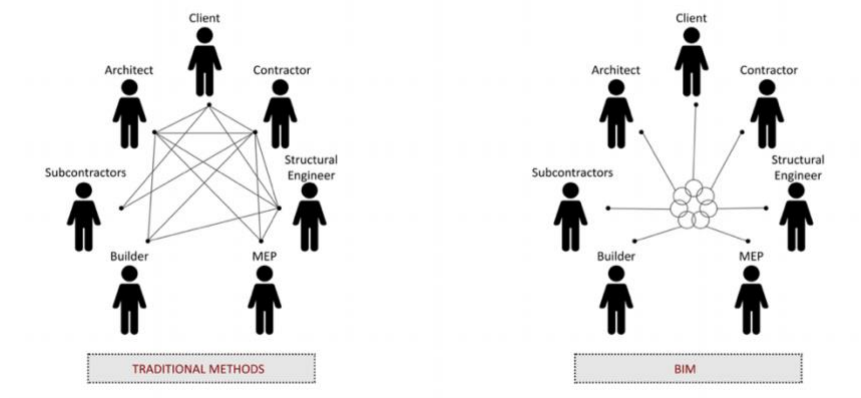 Client
Architect
Contractor
Subcontractors
Structural
Engineer
Builder
MEP
TRADITIONAL METHODS
Client
Architect
Contractor
Subcontractors
Structural
Engineer
Builder
MEP
BIM